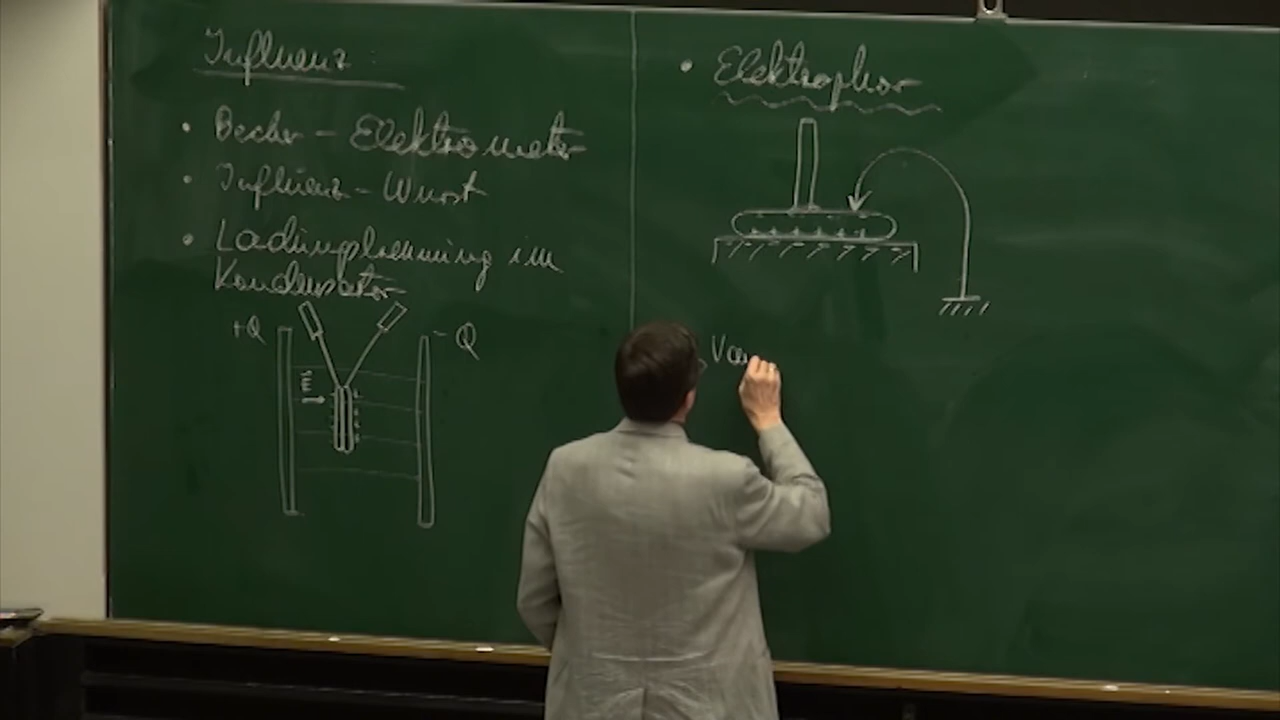 Influenz:
• Becher - Elektrometer
• Influenz - Wurst
• Ladungstrennung im
Kondensator
+Q
- Q
E
• Elektrophor